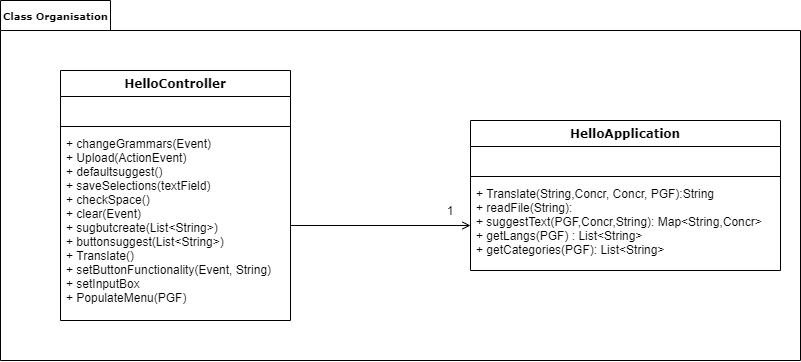 Class Organisation
HelloController
+ changeGrammars(Event)
+ Upload(ActionEvent)
+ defaultsuggest()
+ saveSelections(textField)
+ checkSpace()
+ clear(Event)
+ sugbutcreate(List<String>)
+ buttonsuggest(List<String>)
+ Translate()
+ setButtonFunctionality(Event, String)
+ setInputBox
+ PopulateMenu(PGF)
1
HelloApplication
+ Translate(String,Concr, Concr, PGF):String
+ readFile(String):
+ suggestText(PGF,Concr,String): Map<String,Concr>
+ getLangs(PGF) : List<String>
+ getCategories(PGF): List<String>